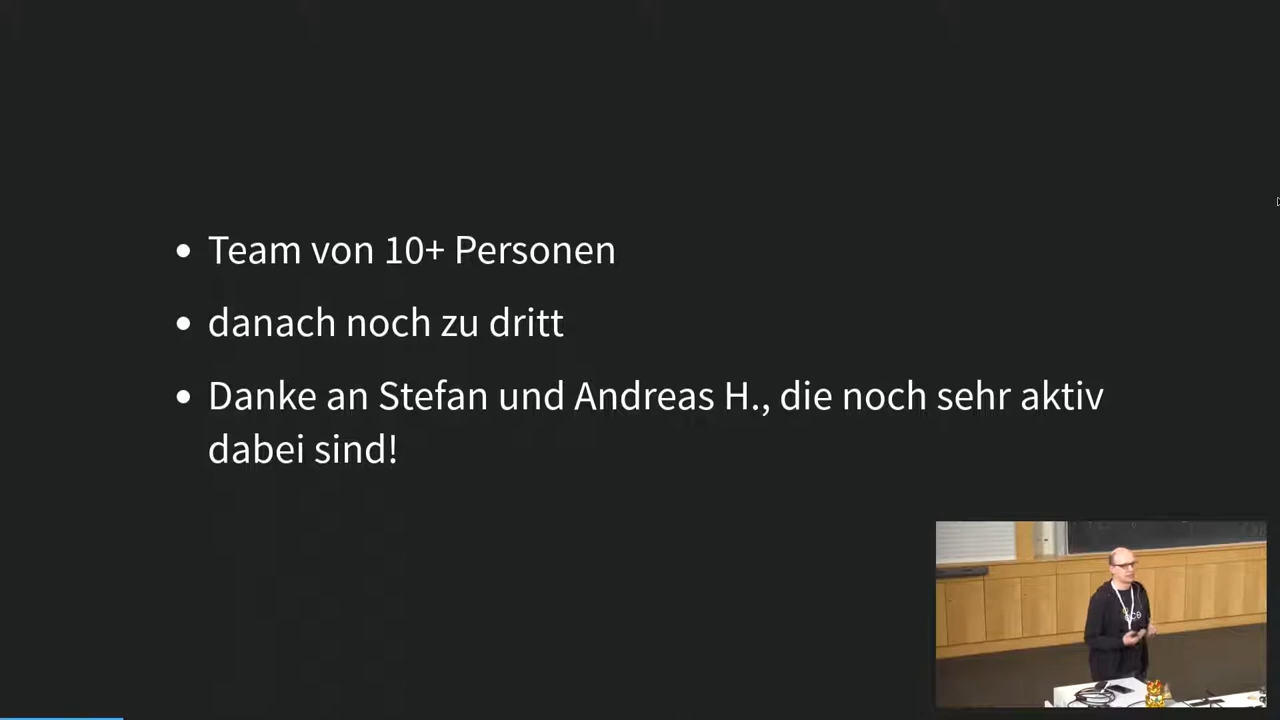 Team von 10+ Personen
danach noch zu dritt
Danke an Stefan und Andreas H., die noch sehr aktiv
dabei sind!